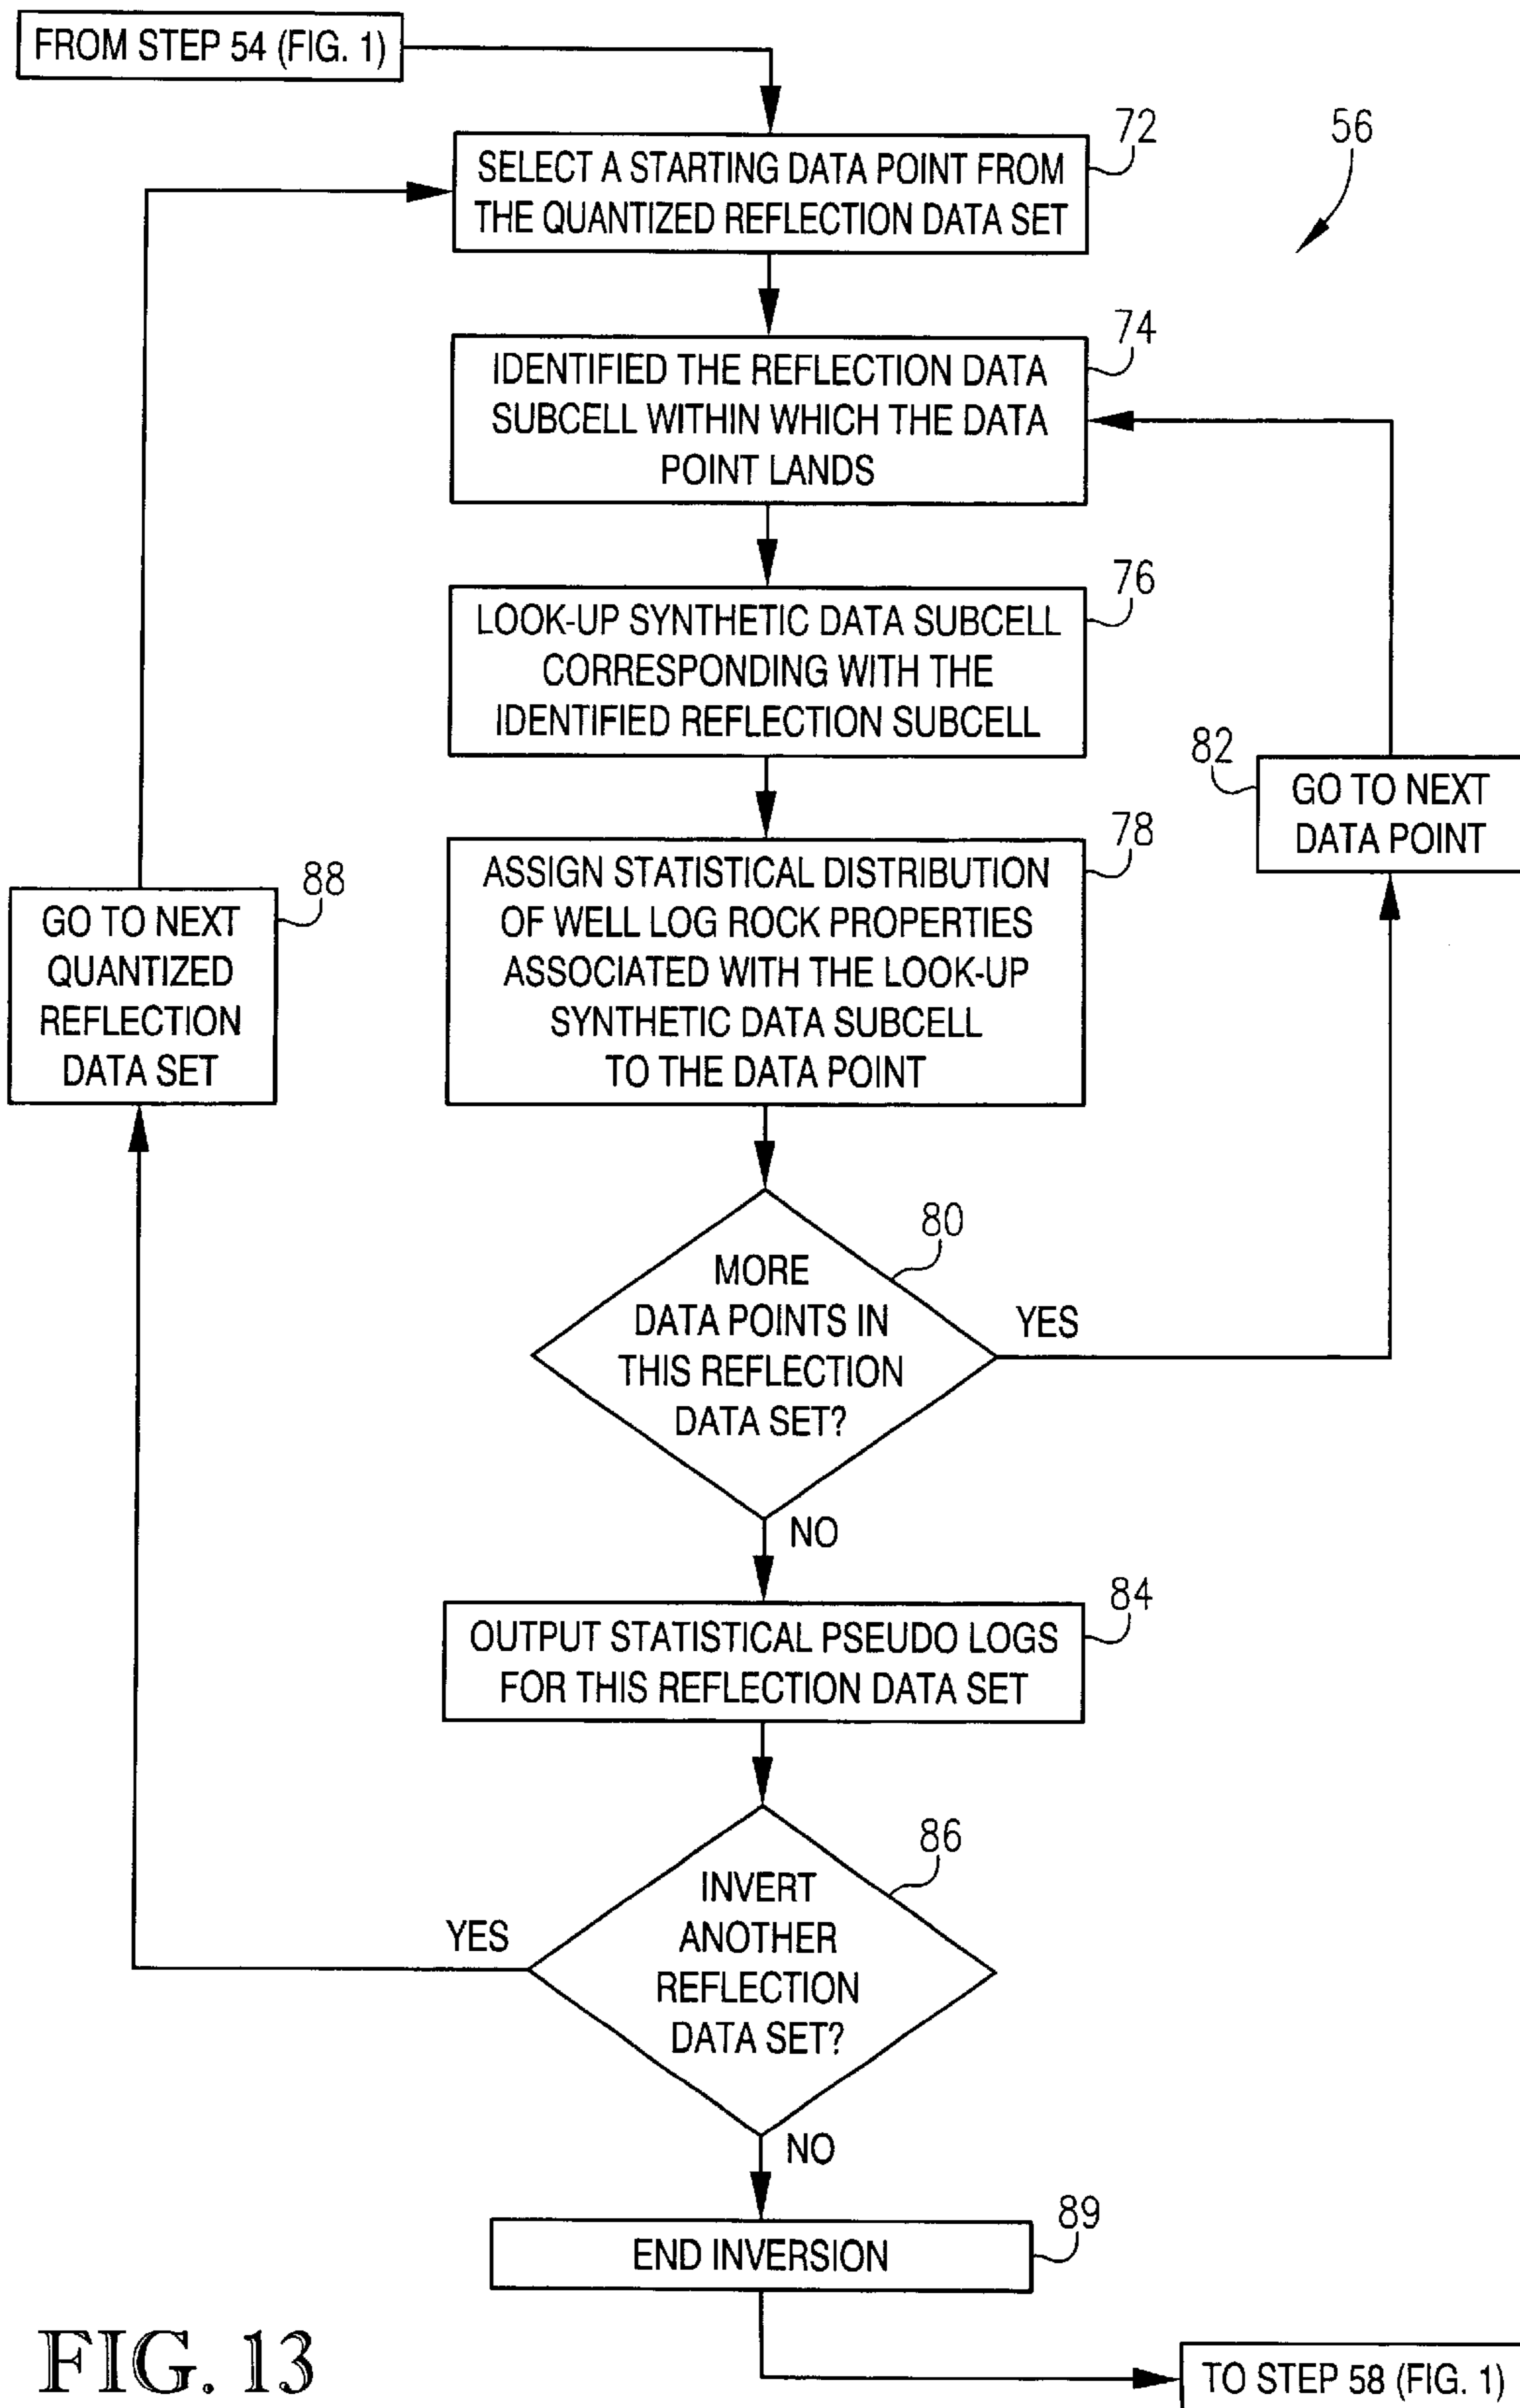 FROM STEP 54 (FIG. 1)
72
56
SELECT A STARTING DATA POINT FROM
THE QUANTIZED REFLECTION DATA SET
74
IDENTIFIED THE REFLECTION DATA
SUBCELL WITHIN WHICH THE DATA
POINT LANDS
76
LOOK-UP SYNTHETIC DATA SUBCELL
CORRESPONDING WITH THE
IDENTIFIED REFLECTION SUBCELL
82
GO TO NEXT
DATA POINT
78
ASSIGN STATISTICAL DISTRIBUTION
OF WELL LOG ROCK PROPERTIES
ASSOCIATED WITH THE LOOK-UP
SYNTHETIC DATA SUBCELL
TO THE DATA POINT
88
GO TO NEXT
QUANTIZED
REFLECTION
DATA SET
80
MORE
DATA POINTS IN
THIS REFLECTION
DATA SET?
YES
NO
84
OUTPUT STATISTICAL PSEUDO LOGS
FOR THIS REFLECTION DATA SET
86
INVERT
ANOTHER
REFLECTION
DATA SET?
YES
NO
89
END INVERSION
FIG. 13
TO STEP 58 (FIG. 1)